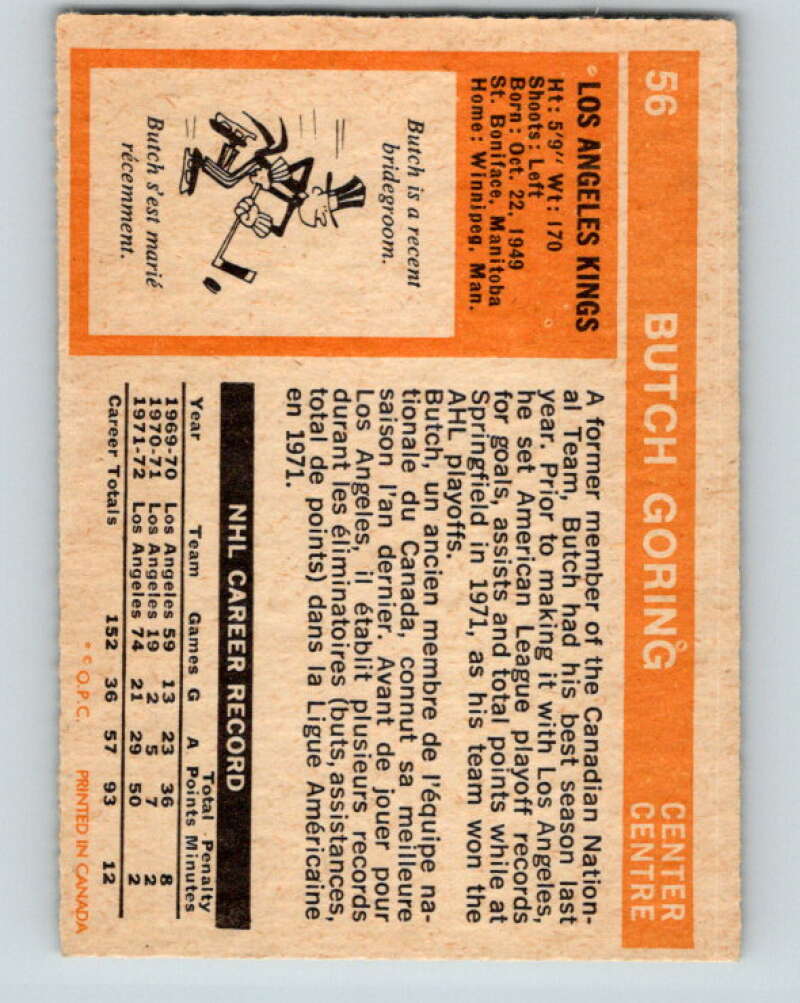 56 BUTCH GORING CENTER
CENTRE
LOS ANGELES KINGS
Ht: 5'9" Wt: 170
Shoots: Left
Born: Oct. 22, 1949
St. Boniface, Manitoba
Home: Winnipeg, Man.
Butch is a recent
bridegroom.
Butch s'est marié
récemment.
A former member of the Canadian Nation-
al Team, Butch had his best season last
year. Prior to making it with Los Angeles,
he set American League playoff records
for goals, assists and total points while at
Springfield in 1971, as his team won the
AHL playoffs.
Butch, un ancien membre de l'équipe na-
tionale du Canada, connut sa meilleure
saison l'an dernier. Avant de jouer pour
Los Angeles, il établit plusieurs records
durant les éliminatoires (buts, assistances,
total de points) dans la Ligue Américaine
en 1971.
NHL CAREER RECORD
Total Penalty
Year Team Games G A Points Minutes
1969-70 Los Angeles 59 13 23 36 8
1970-71 Los Angeles 19 2 5 7 2
1971-72 Los Angeles 74 21 29 50 2
Career Totals 152 36 57 93 12
* © O.P.C. PRINTED IN CANADA